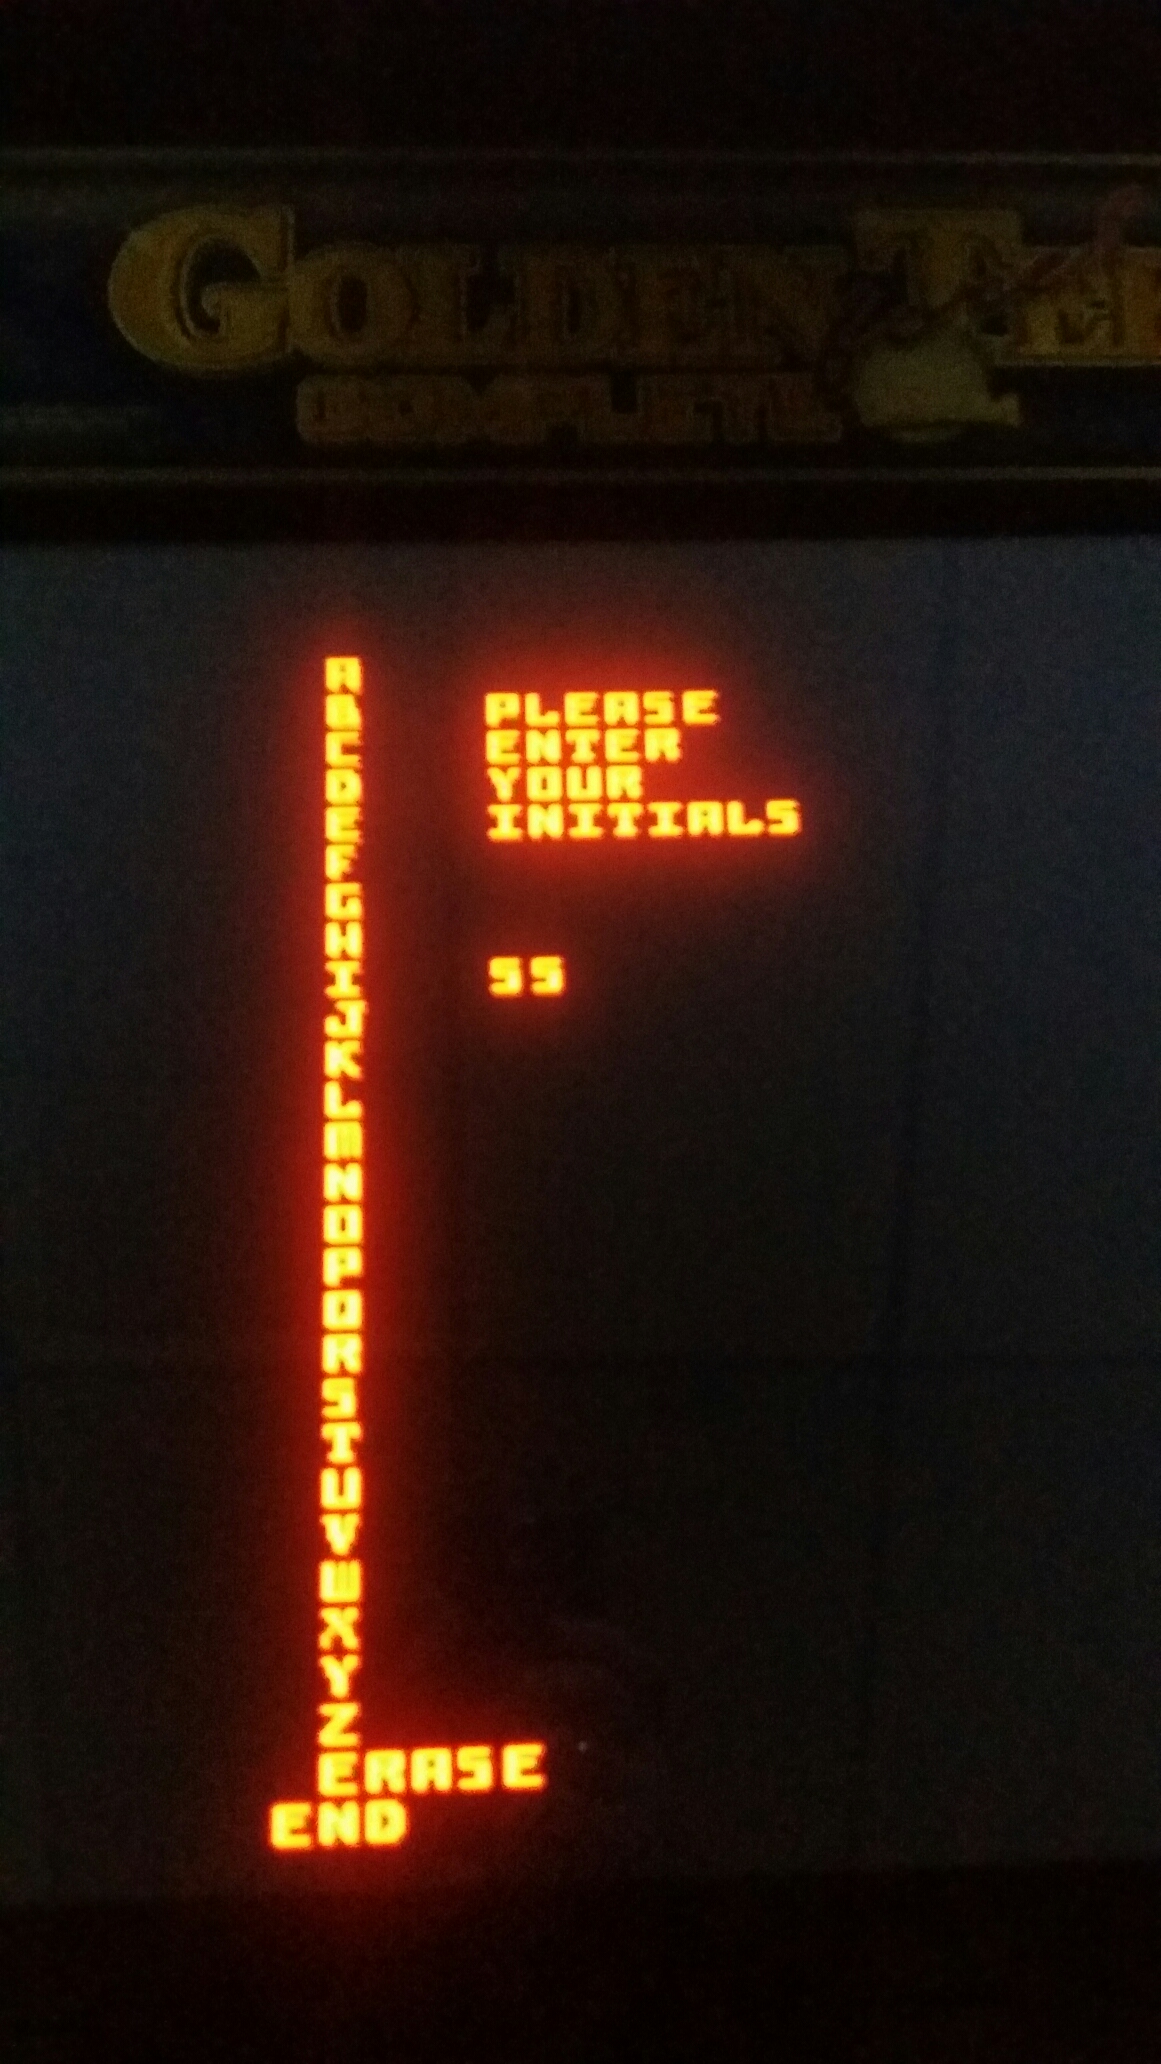 GOLDEN TEE
COMPLETE
PLEASE
ENTER
YOUR
INITIALS
SS
A
B
C
D
E
F
G
H
I
J
K
L
M
N
O
P
Q
R
S
T
U
V
W
X
Y
Z
ERASE
END